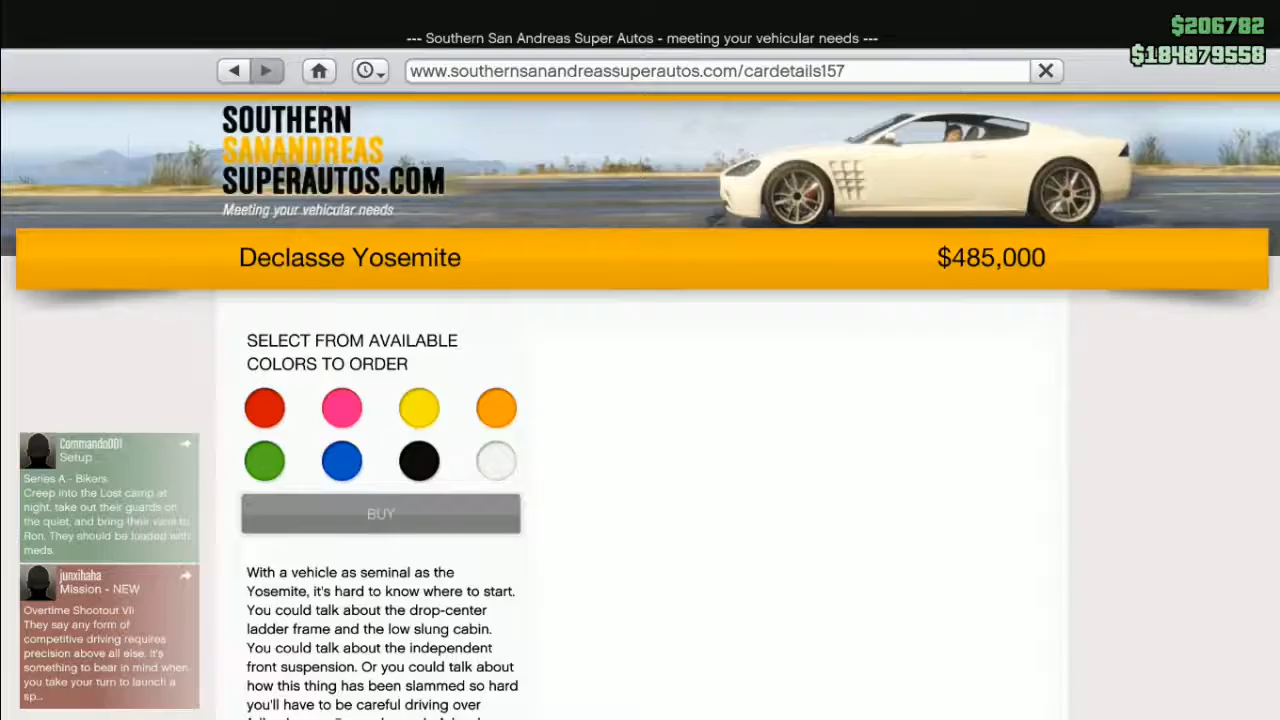 $206782
--- Southern San Andreas Super Autos - meeting your vehicular needs ---
$184879558
www.southernsanandreassuperautos.com/cardetails157
SOUTHERN
SANANDREAS
SUPERAUTOS.COM
Meeting your vehicular needs
Declasse Yosemite
$485,000
SELECT FROM AVAILABLE
COLORS TO ORDER
BUY
With a vehicle as seminal as the
Yosemite, it's hard to know where to start.
You could talk about the drop-center
ladder frame and the low slung cabin.
You could talk about the independent
front suspension. Or you could talk about
how this thing has been slammed so hard
you'll have to be careful driving over
Commando001
Setup
Series A - Bikers
Creep into the Lost camp at
night, take out their guards on
the quiet, and bring their vans to
Ron. They should be loaded with
meds.
junxihaha
Mission - NEW
Overtime Shootout VII
They say any form of
competitive driving requires
precision above all else. It's
something to bear in mind when
you take your turn to launch a
sp...